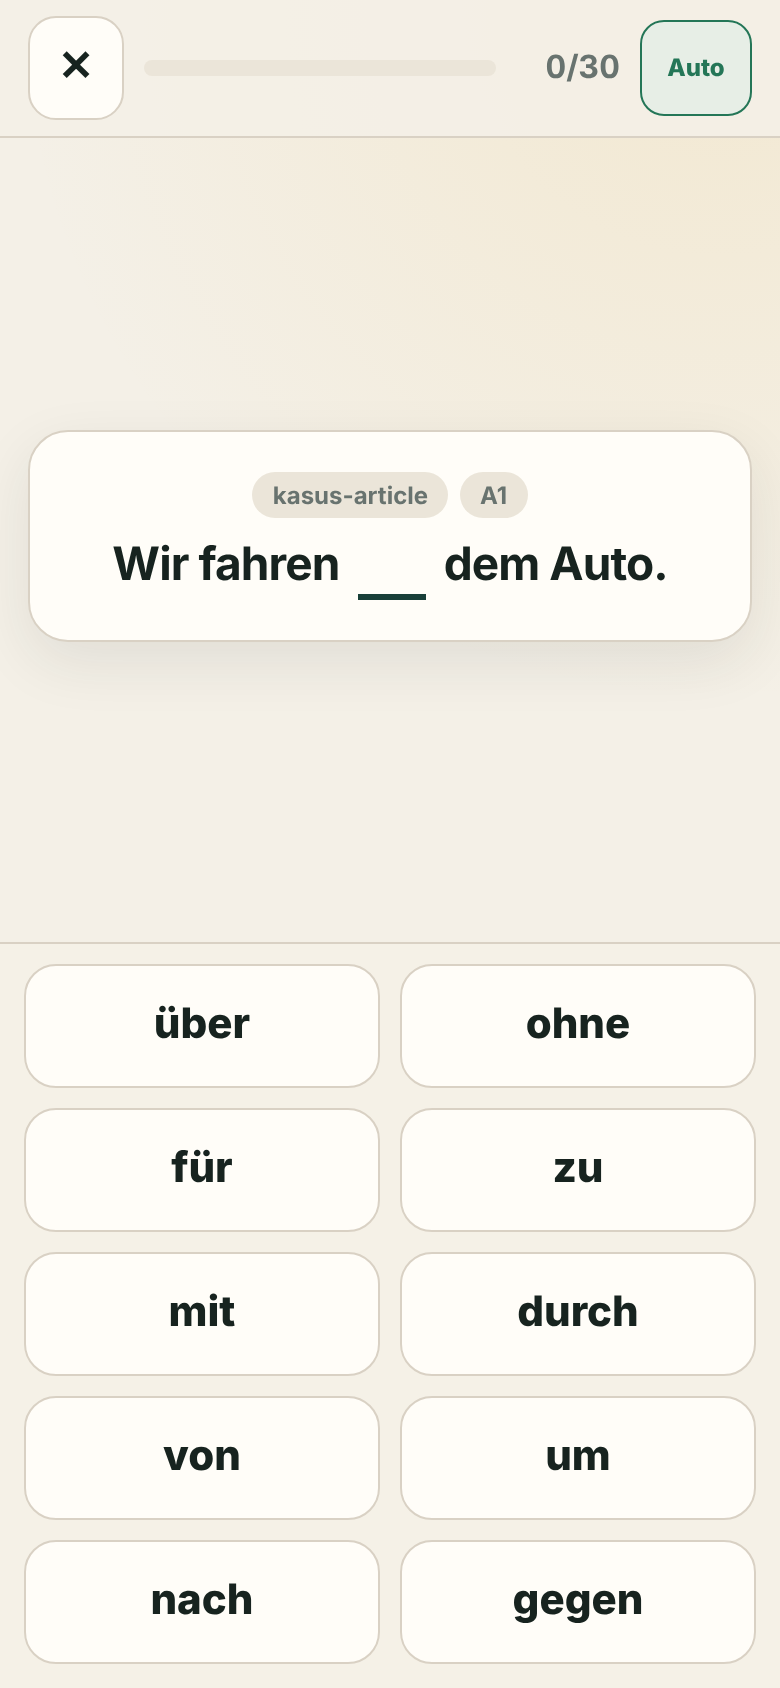 ✕ 0/30 Auto
kasus-article A1
Wir fahren ___ dem Auto.
über ohne
für zu
mit durch
von um
nach gegen